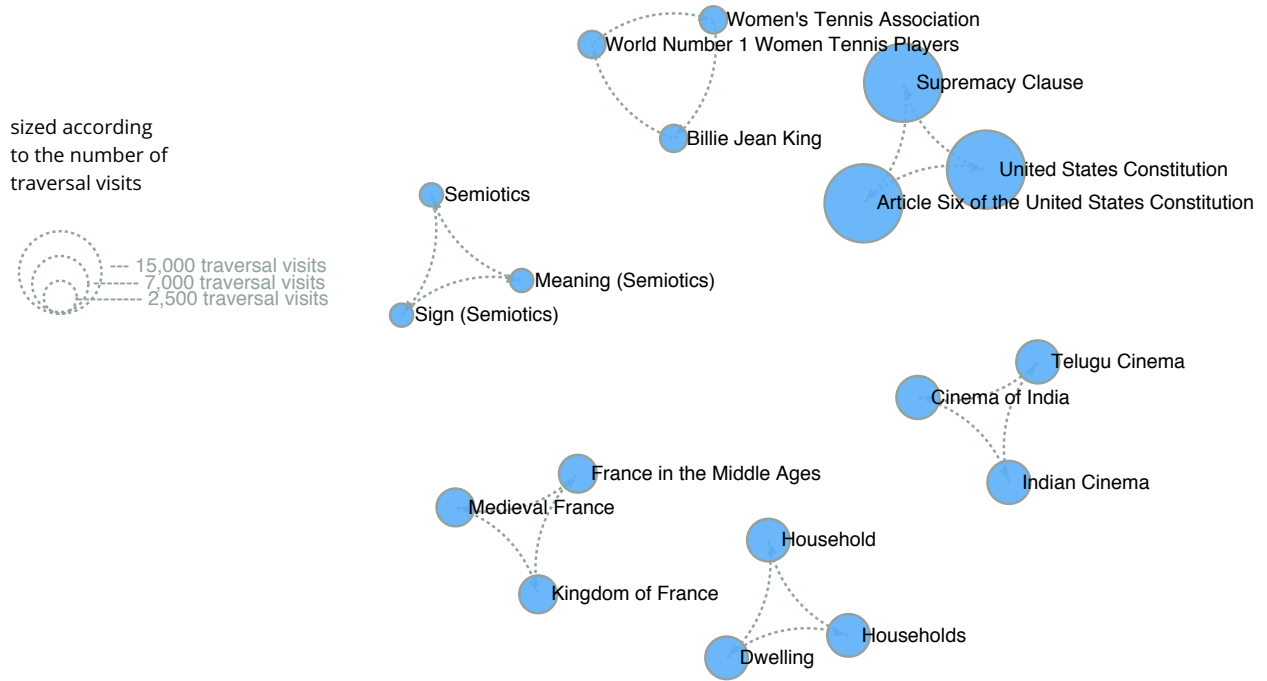 Women's Tennis Association
World Number 1 Women Tennis Players
Supremacy Clause
sized according
to the number of
traversal visits
Billie Jean King
United States Constitution
Semiotics
Article Six of the United States Constitution
15,000 traversal visits
7,000 traversal visits
2,500 traversal visits
Meaning (Semiotics)
Sign (Semiotics)
Telugu Cinema
Cinema of India
France in the Middle Ages
Indian Cinema
Medieval France
Household
Kingdom of France
Households
Dwelling